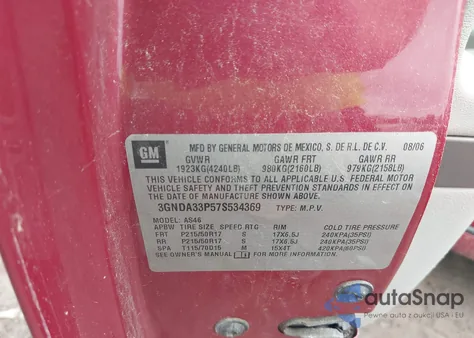 GM
MFD BY GENERAL MOTORS DE MEXICO, S. DE R.L. DE C.V. 08/06
GVWR GAWR FRT GAWR RR
1923KG(4240LB) 980KG(2160LB) 979KG(2158LB)
THIS VEHICLE CONFORMS TO ALL APPLICABLE U.S. FEDERAL
VEHICLE SAFETY AND THEFT PREVENTION STANDARDS IN EFFECT
ON THE DATE OF MANUFACTURE SHOWN ABOVE.
3GNDA33P57S534369 TYPE: M.P.V.
MODEL: AS46
TIRE SIZE SPEED RTG RIM COLD TIRE PRESSURE
FRT P215/50R17 S 17X6.5J 240KPA(35PSI)
RR P215/50R17 S 17X6.5J 240KPA(35PSI)
SPA T115/70D15 M 15X4T 420KPA(60PSI)
SEE OWNER'S MANUAL FOR MORE INFORMATION.
autoSnap
Pewne auta z USA i EU